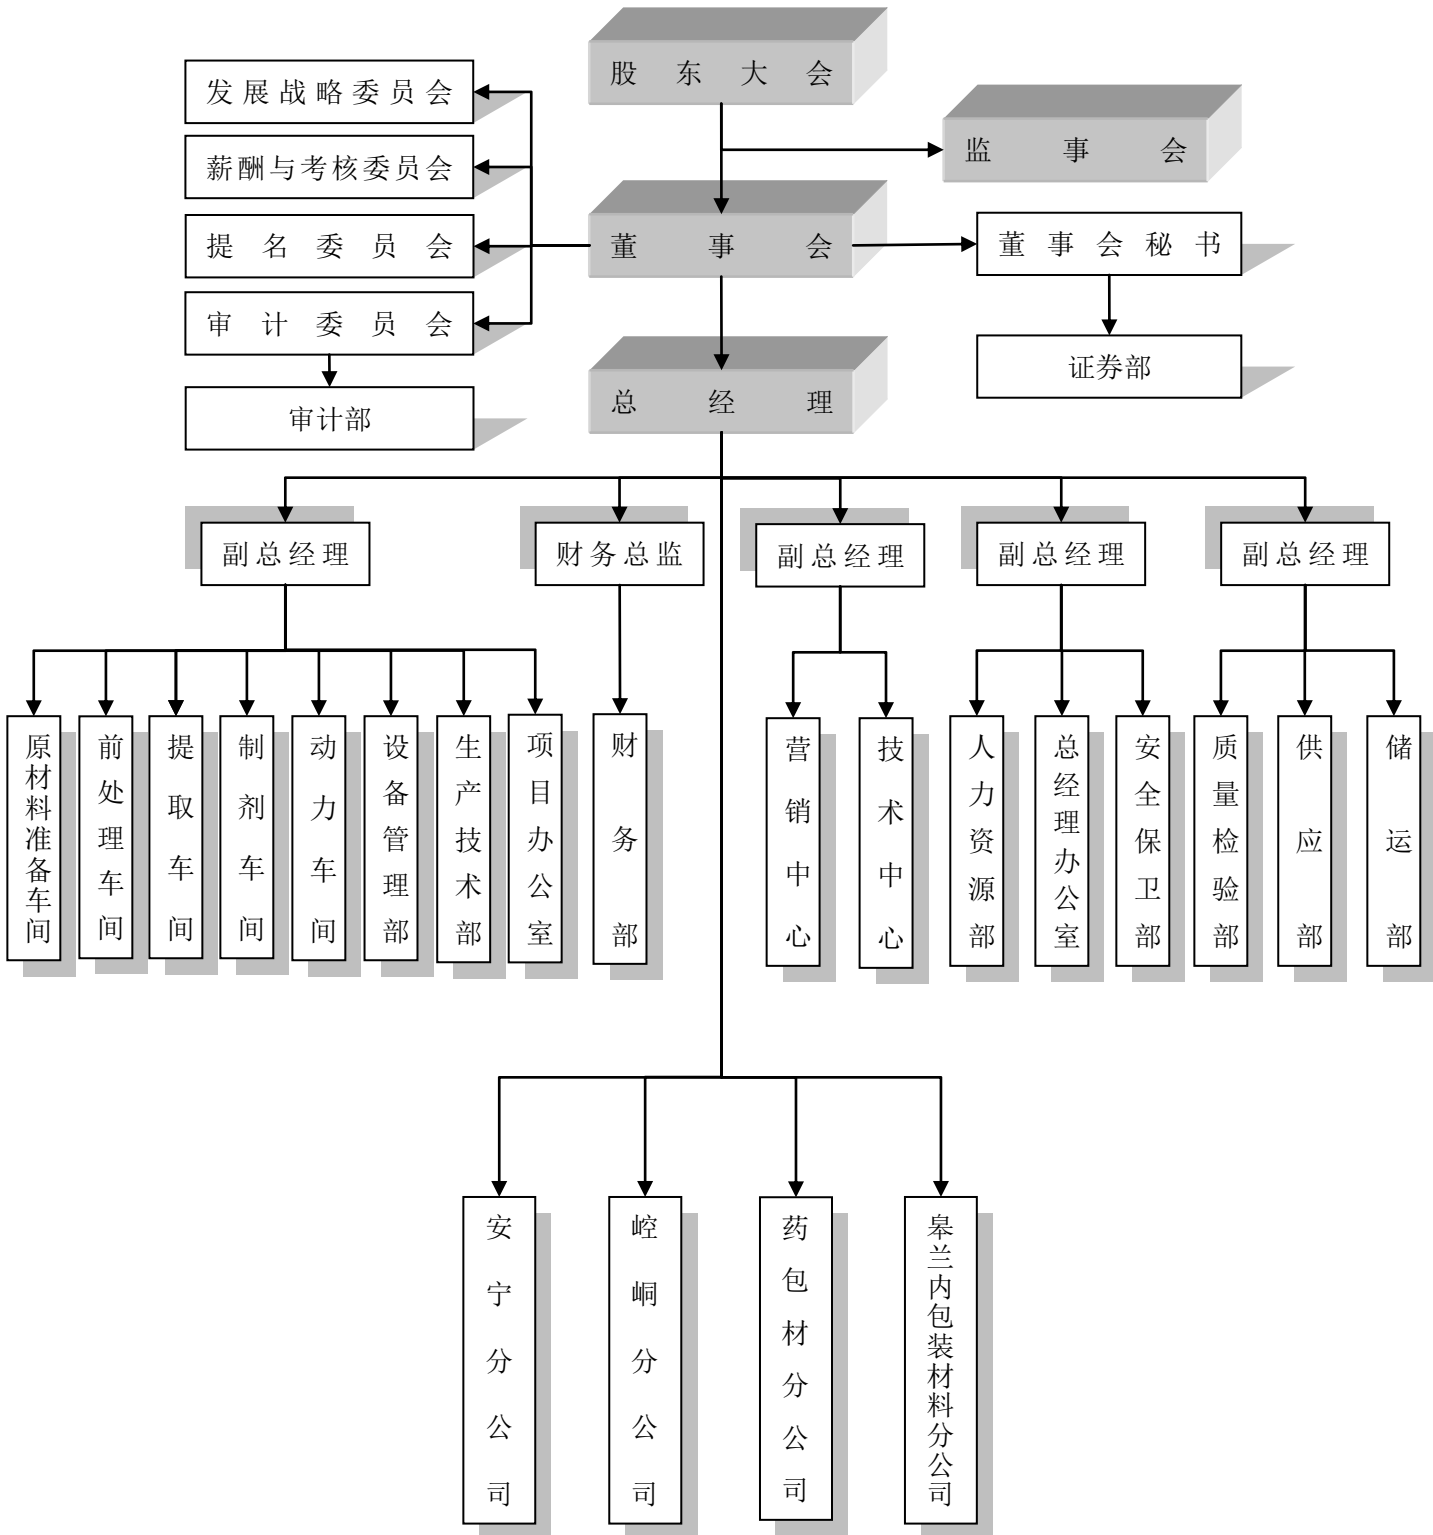 股东大会
发展战略委员会
监事会
薪酬与考核委员会
提名委员会
董事会
董事会秘书
审计委员会
证券部
总经理
审计部
副总经理
财务总监
副总经理
副总经理
副总经理
原材料准备车间
前处理车间
提取车间
制剂车间
动力车间
设备管理部
生产技术部
项目办公室
财务部
营销中心
技术中心
人力资源部
总经理办公室
安全保卫部
质量检验部
供应部
储运部
安宁分公司
崆峒分公司
药包材分公司
皋兰内包装材料分公司